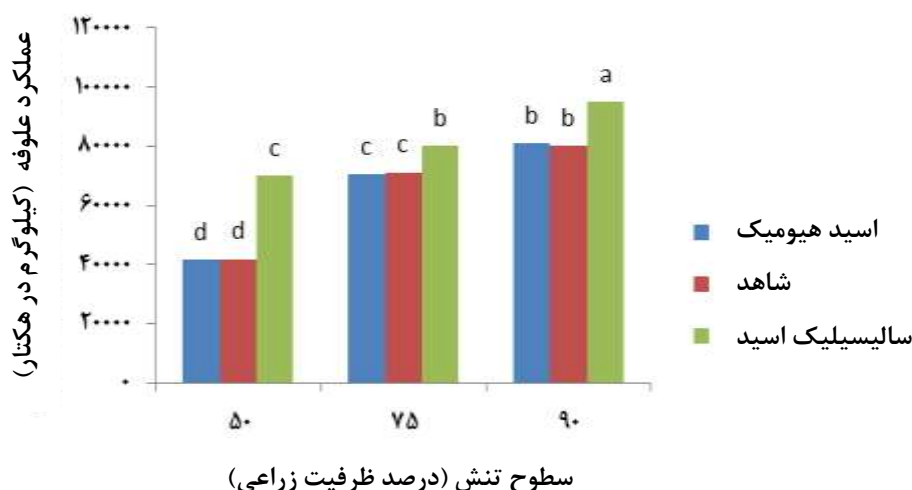 عملکرد علوفه (کیلوگرم در هکتار)
۱۲۰۰۰۰
۱۰۰۰۰۰
۸۰۰۰۰
۶۰۰۰۰
۴۰۰۰۰
۲۰۰۰۰
۰
d d c
c c b
b b a
۵۰ ۷۵ ۹۰
سطوح تنش (درصد ظرفیت زراعی)
اسید هیومیک
شاهد
سالیسیلیک اسید